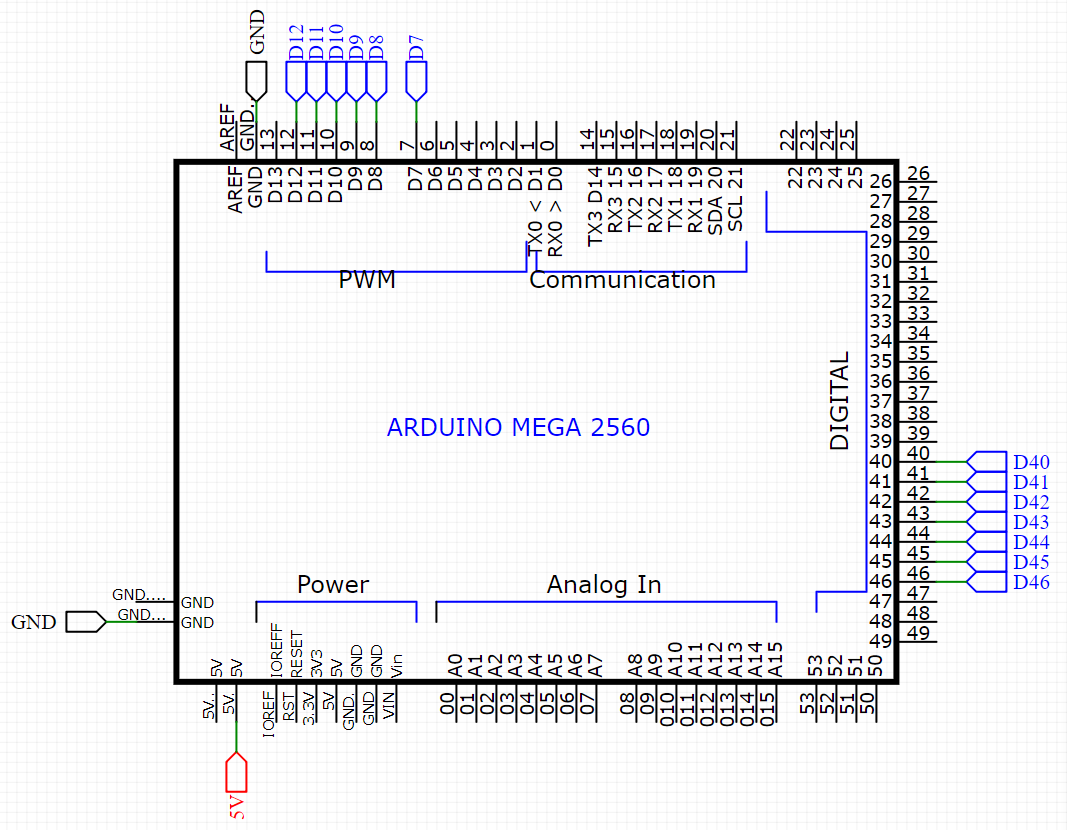 GND D12 D11 D10 D9 D8 D7
AREF GND. 13 12 11 10 9 8 7 6 5 4 3 2 1 0 14 15 16 17 18 19 20 21 22 23 24 25
AREF GND D13 D12 D11 D10 D9 D8 D7 D6 D5 D4 D3 D2 TX0 < D1 RX0 > D0 TX3 D14 RX3 15 TX2 16 RX2 17 TX1 18 RX1 19 SDA 20 SCL 21 22 23 24 25
PWM Communication
26 26
27 27
28 28
29 29
30 30
31 31
32 32
33 33
34 34
35 35
36 36
37 37
38 38
39 39
DIGITAL
ARDUINO MEGA 2560
40 40 D40
41 41 D41
42 42 D42
43 43 D43
44 44 D44
45 45 D45
46 46 D46
47 47
48 48
49 49
Power Analog In
GND.... GND
GND GND... GND
5V 5V IOREFF RESET 3V3 5V GND GND Vin A0 A1 A2 A3 A4 A5 A6 A7 A8 A9 A10 A11 A12 A13 A14 A15 53 52 51 50
5V.. 5V. IOREF RST 3.3V 5V GND. GND VIN 00 01 02 03 04 05 06 07 08 09 010 011 012 013 014 015 53 52 51 50
5V